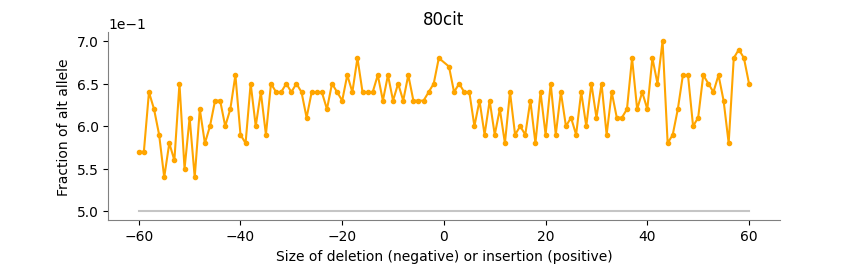 80cit
1e−1
7.0
6.5
6.0
5.5
5.0
Fraction of alt allele
−60 −40 −20 0 20 40 60
Size of deletion (negative) or insertion (positive)